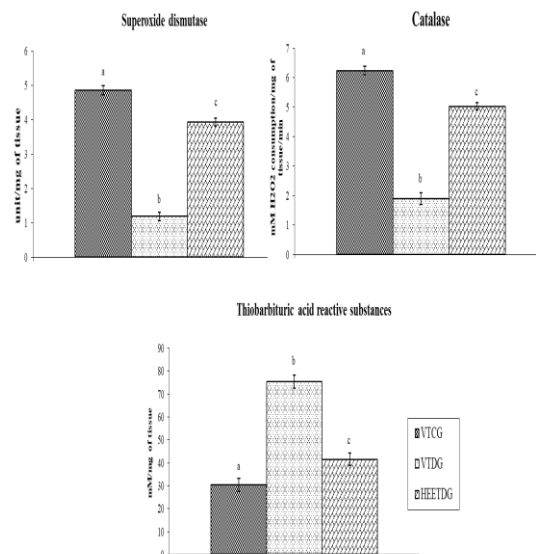 Superoxide dismutase
unit/mg of tissue
6
5
4
3
2
1
0
a
b
c
Catalase
mM H2O2 consumption/mg of
tissue/min
7
6
5
4
3
2
1
0
a
b
c
Thiobarbituric acid reactive substances
mM/mg of tissue
90
80
70
60
50
40
30
20
10
0
a
b
c
VTCG
VTDG
HEETDG